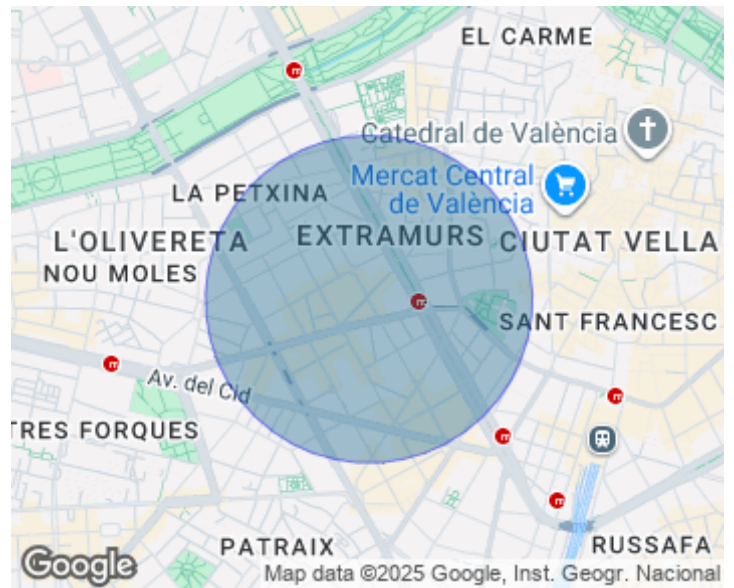 EL CARME
Catedral de València
LA PETXINA
Mercat Central
de València
L'OLIVERETA
EXTRAMURS
CIUTAT VELLA
NOU MOLES
SANT FRANCESC
Av. del Cid
TRES FORQUES
PATRAIX
RUSSAFA
Google
Map data ©2025 Google, Inst. Geogr. Nacional